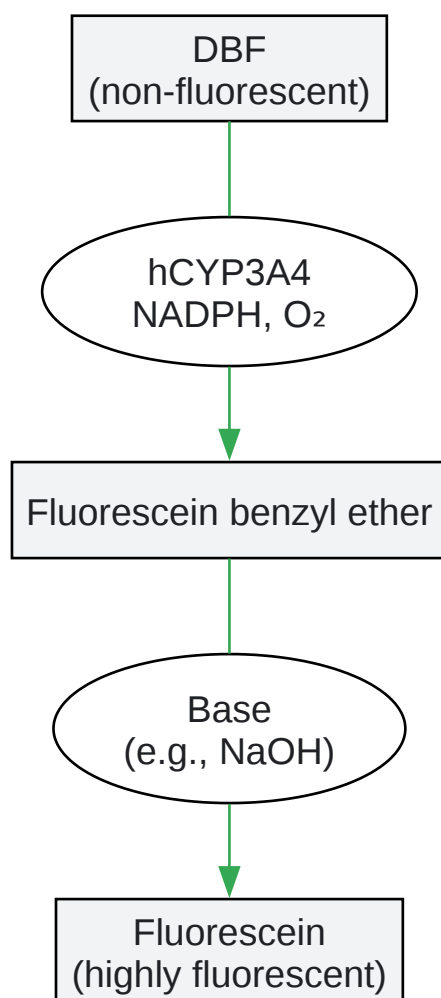 DBF
(non-fluorescent)
hCYP3A4
NADPH, O₂
Fluorescein benzyl ether
Base
(e.g., NaOH)
Fluorescein
(highly fluorescent)